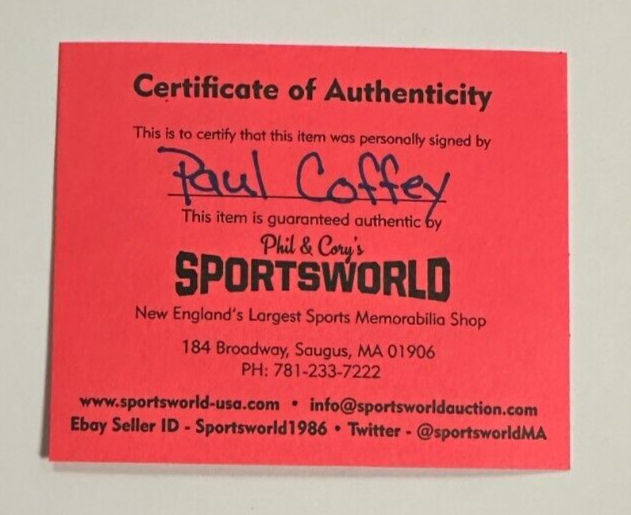 Certificate of Authenticity
This is to certify that this item was personally signed by
Paul Coffey
This item is guaranteed authentic by
Phil & Cory's
SPORTSWORLD
New England's Largest Sports Memorabilia Shop
184 Broadway, Saugus, MA 01906
PH: 781-233-7222
www.sportsworld-usa.com • info@sportsworldauction.com
Ebay Seller ID - Sportsworld1986 • Twitter - @sportsworldMA